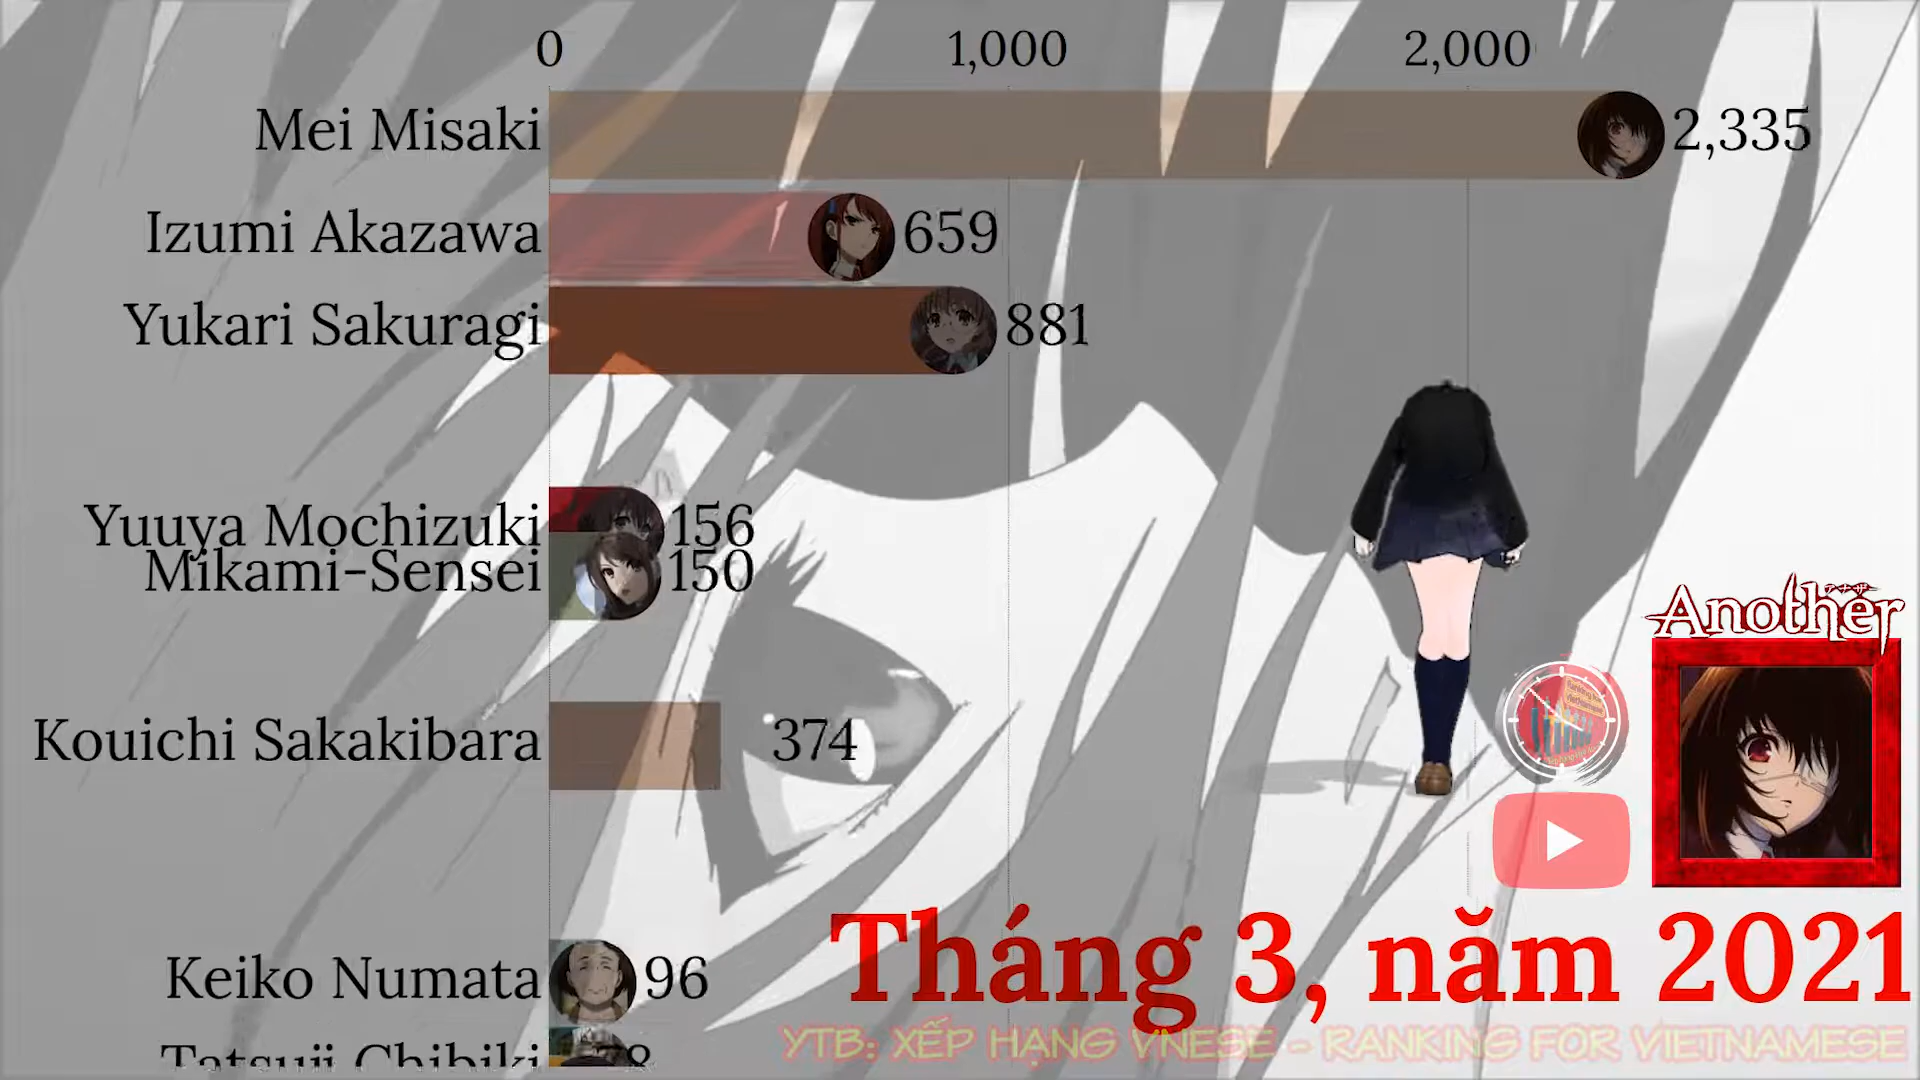 0 1,000 2,000
Mei Misaki 2,335
Izumi Akazawa 659
Yukari Sakuragi 881
Yuuya Mochizuki 156
Mikami-Sensei 150
Another
Kouichi Sakakibara 374
Keiko Numata 96
Tháng 3, năm 2021
YTB: XẾP HẠNG VNESE - RANKING FOR VIETNAMESE
Tatsuji Chibiki